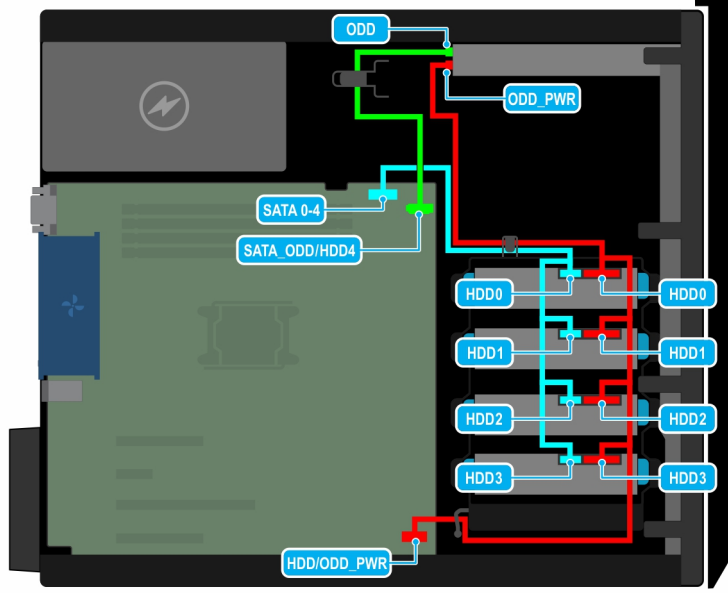 ODD
ODD_PWR
SATA 0-4
SATA_ODD/HDD4
HDD0
HDD0
HDD1
HDD1
HDD2
HDD2
HDD3
HDD3
HDD/ODD_PWR